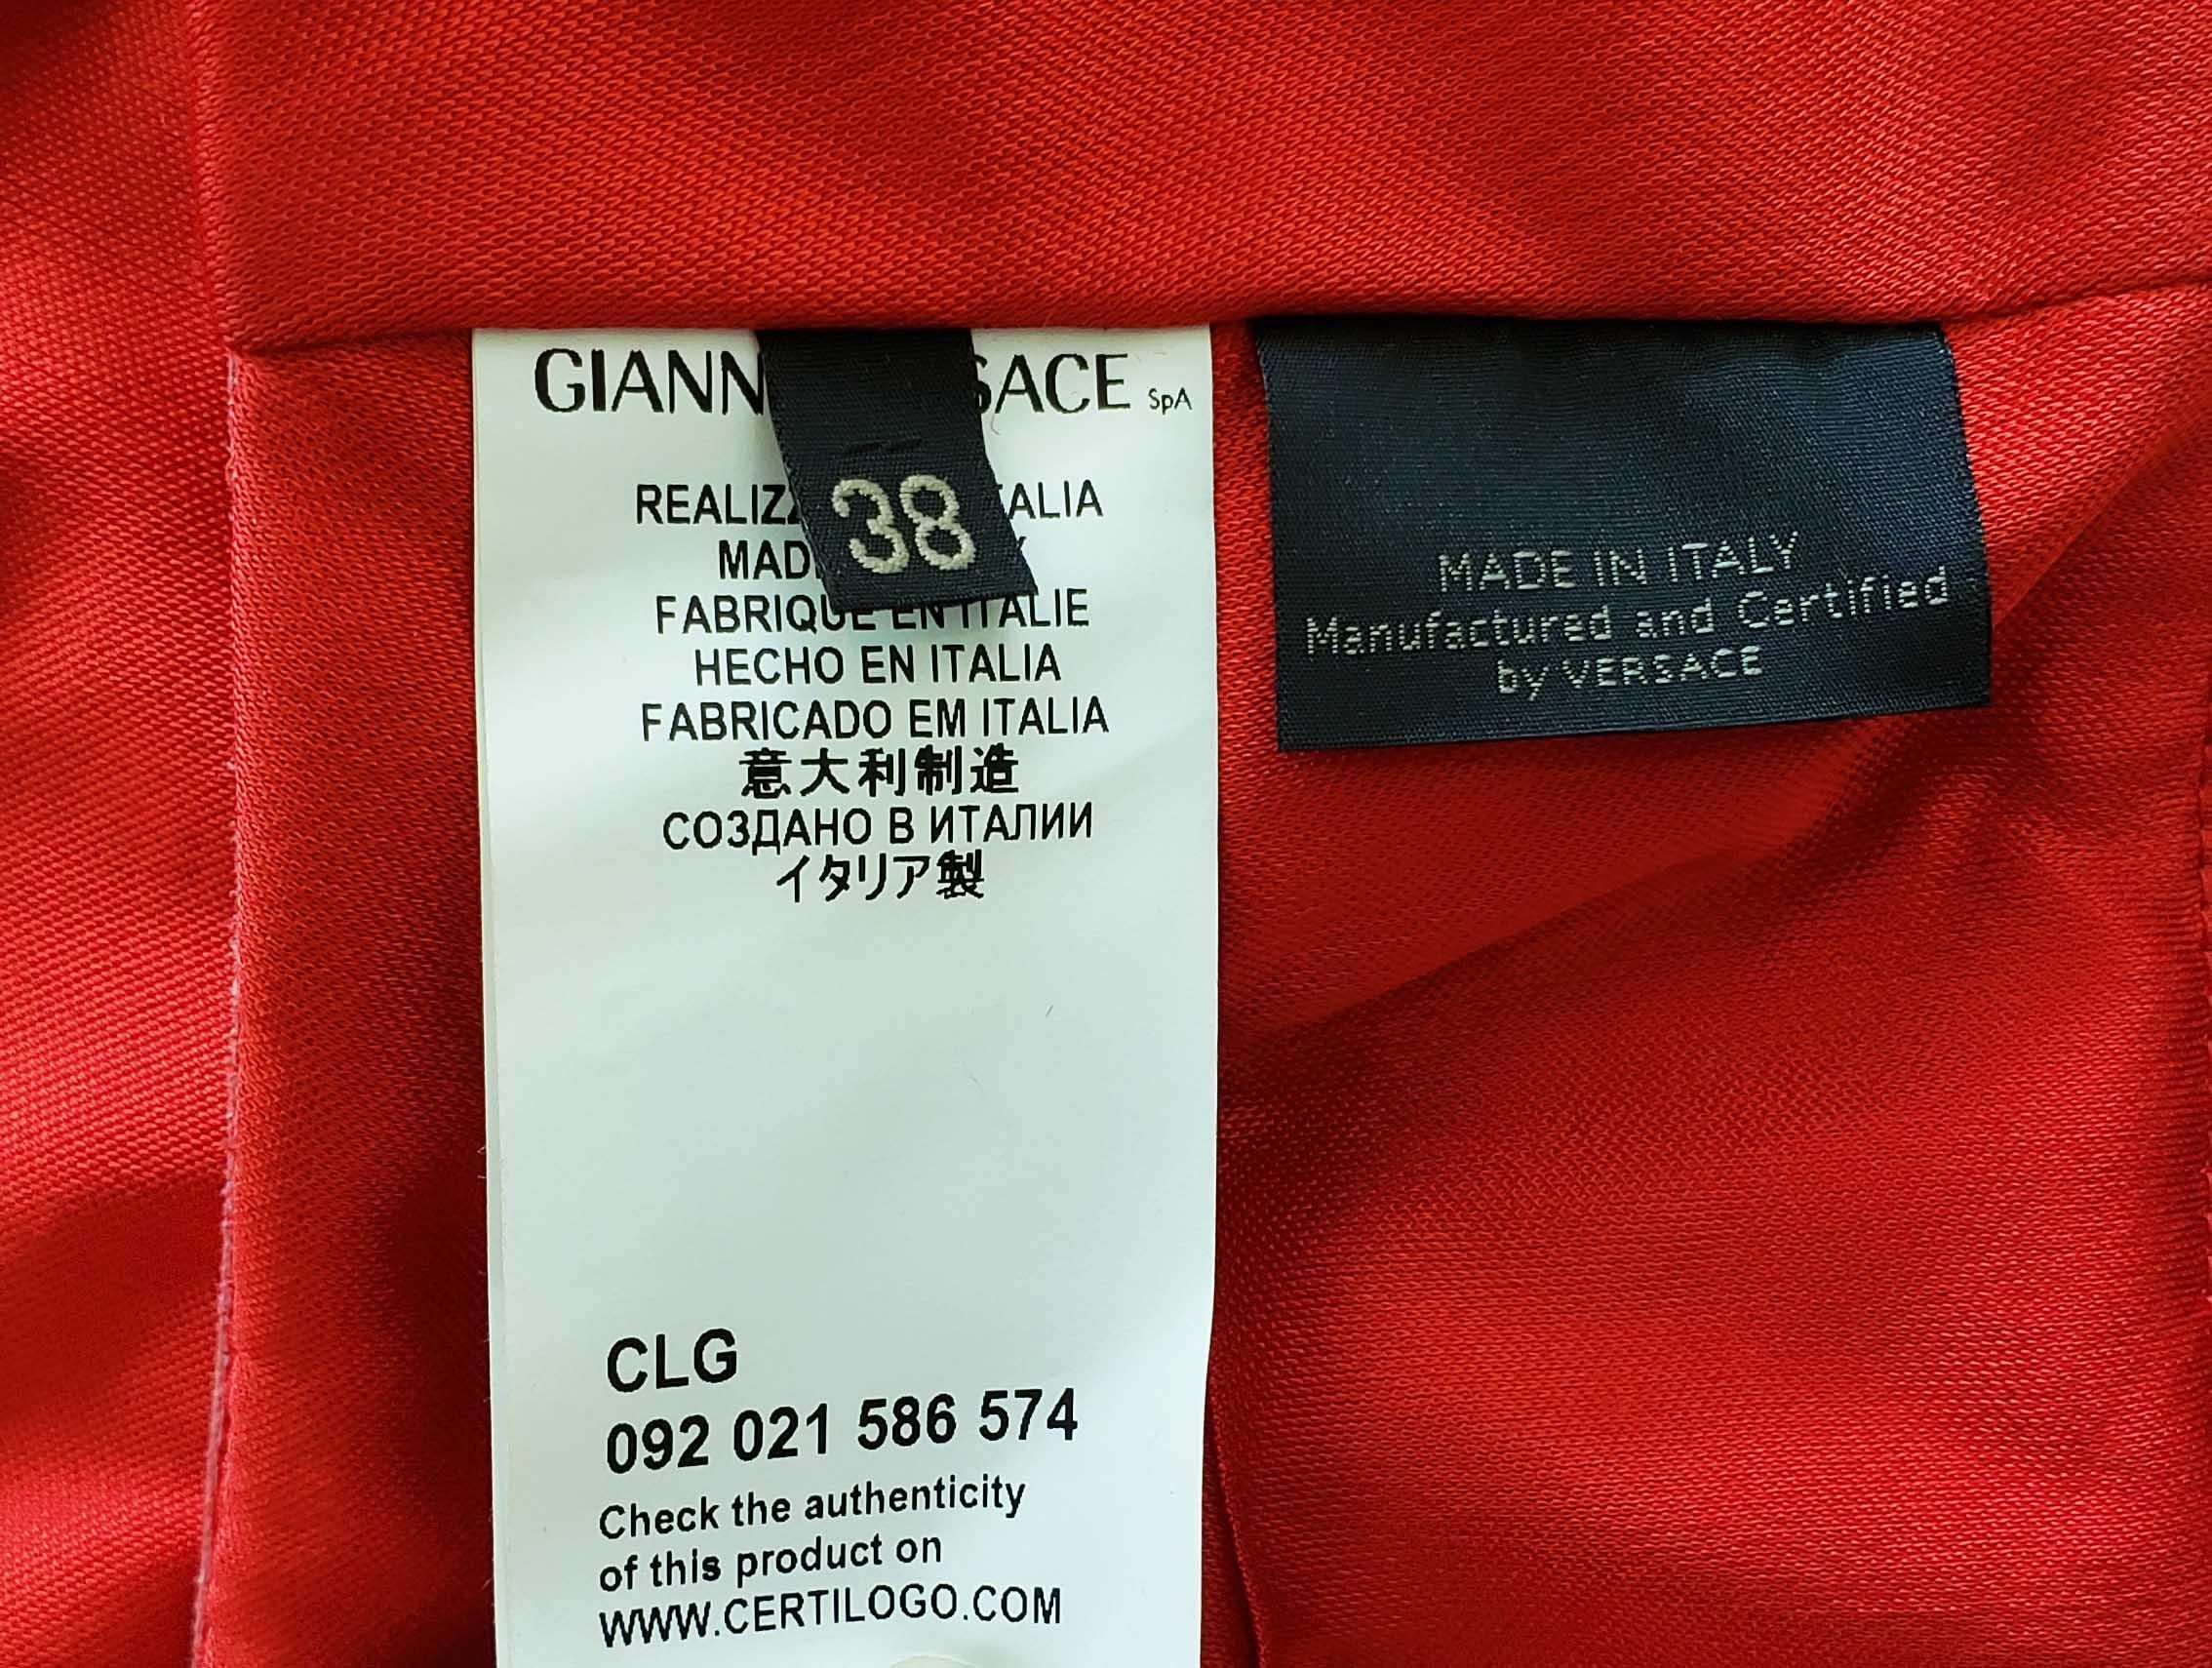 GIANN SACE SpA
38
REALIZZ ALIA
MAD
FABRIQUE EN ITALIE
HECHO EN ITALIA
FABRICADO EM ITALIA
意大利制造
СОЗДАНО В ИТАЛИИ
イタリア製
CLG
092 021 586 574
Check the authenticity
of this product on
WWW.CERTILOGO.COM
MADE IN ITALY
Manufactured and Certified
by VERSACE